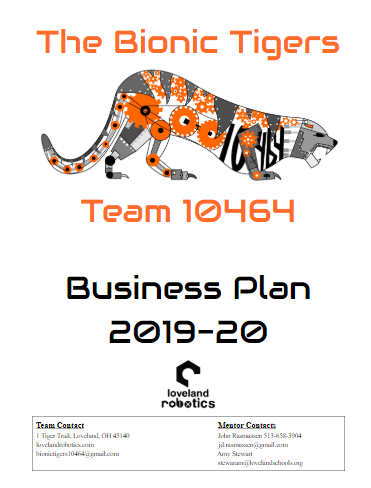 The Bionic Tigers
10464
Team 10464
Business Plan
2019-20
loveland
robotics
Team Contact
1 Tiger Trail, Loveland, OH 45140
lovelandrobotics.com
bionictigers10464@gmail.com
Mentor Contacts
John Rasmussen 513-658-3904
jd.rasmussen@gmail.com
Amy Stewart
stewaram@lovelandschools.org